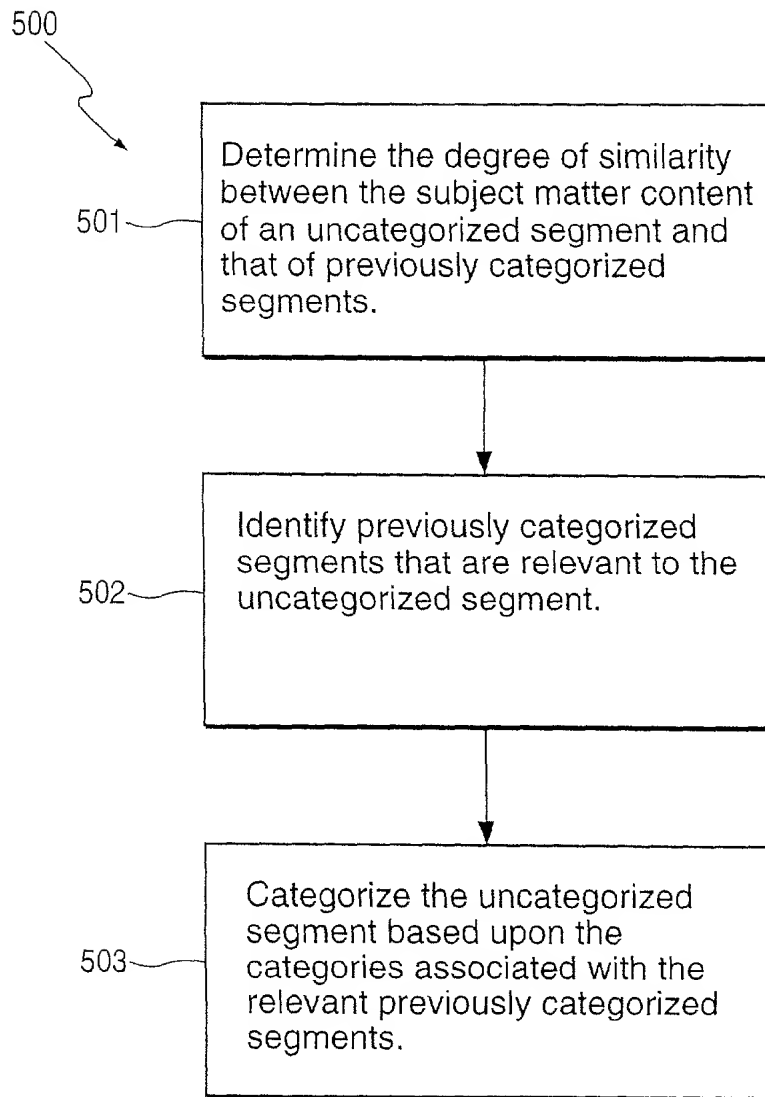 500
501
Determine the degree of similarity
between the subject matter content
of an uncategorized segment and
that of previously categorized
segments.
502
Identify previously categorized
segments that are relevant to the
uncategorized segment.
503
Categorize the uncategorized
segment based upon the
categories associated with the
relevant previously categorized
segments.